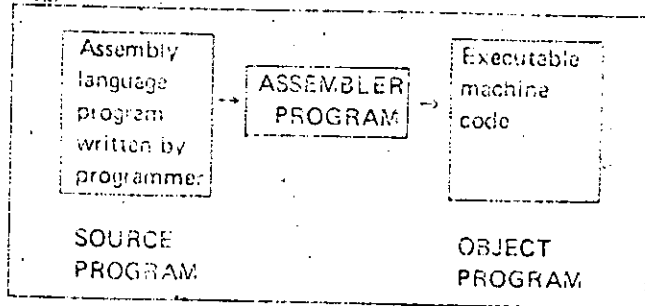 Assembly
language
program
written by
programmer
ASSEMBLER
PROGRAM
Executable
machine
code
SOURCE
PROGRAM
OBJECT
PROGRAM